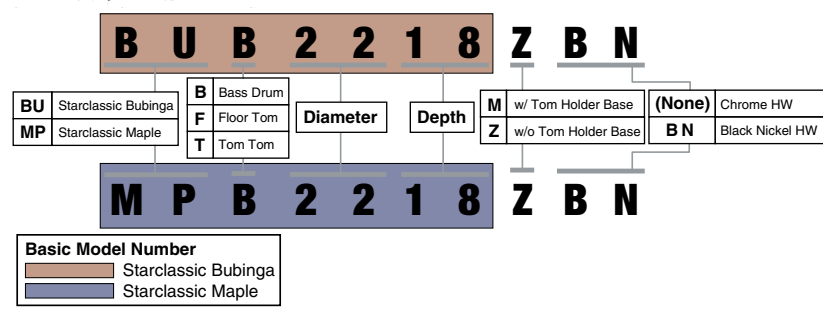 B U B 2 2 1 8 Z B N
BU Starclassic Bubinga
MP Starclassic Maple
B Bass Drum
F Floor Tom
T Tom Tom
Diameter
Depth
M w/ Tom Holder Base
Z w/o Tom Holder Base
(None) Chrome HW
BN Black Nickel HW
M P B 2 2 1 8 Z B N
Basic Model Number
Starclassic Bubinga
Starclassic Maple